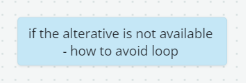 if the alterative is not available
- how to avoid loop